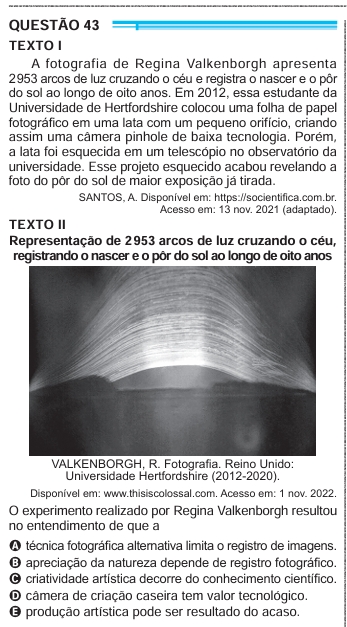 QUESTÃO 43
TEXTO I
A fotografia de Regina Valkenborgh apresenta
2953 arcos de luz cruzando o céu e registra o nascer e o pôr
do sol ao longo de oito anos. Em 2012, essa estudante da
Universidade de Hertfordshire colocou uma folha de papel
fotográfico em uma lata com um pequeno orifício, criando
assim uma câmera pinhole de baixa tecnologia. Porém,
a lata foi esquecida em um telescópio no observatório da
universidade. Esse projeto esquecido acabou revelando a
foto do pôr do sol de maior exposição já tirada.
SANTOS, A. Disponível em: https://socientifica.com.br.
Acesso em: 13 nov. 2021 (adaptado).
TEXTO II
Representação de 2953 arcos de luz cruzando o céu,
registrando o nascer e o pôr do sol ao longo de oito anos
VALKENBORGH, R. Fotografia. Reino Unido:
Universidade Hertfordshire (2012-2020).
Disponível em: www.thisiscolossal.com. Acesso em: 1 nov. 2022.
O experimento realizado por Regina Valkenborgh resultou
no entendimento de que a
A técnica fotográfica alternativa limita o registro de imagens.
B apreciação da natureza depende de registro fotográfico.
C criatividade artística decorre do conhecimento científico.
D câmera de criação caseira tem valor tecnológico.
E produção artística pode ser resultado do acaso.